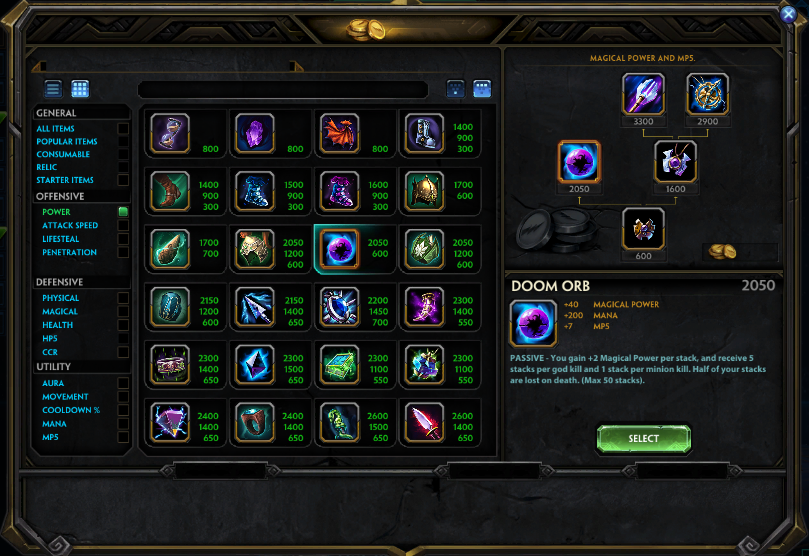 MAGICAL POWER AND MP5.
3300
2900
2050
1600
600
GENERAL
ALL ITEMS
POPULAR ITEMS
CONSUMABLE
RELIC
STARTER ITEMS
OFFENSIVE
POWER
ATTACK SPEED
LIFESTEAL
PENETRATION
DEFENSIVE
PHYSICAL
MAGICAL
HEALTH
HP5
CCR
UTILITY
AURA
MOVEMENT
COOLDOWN %
MANA
MP5
800
800
800
1400
900
300
1400
900
300
1500
900
300
1600
900
300
1700
600
1700
700
2050
1200
600
2050
600
2050
1200
600
2150
1200
600
2150
1400
650
2200
1450
700
2300
1400
550
2300
1400
650
2300
1500
650
2300
1100
550
2300
1100
550
2400
1400
650
2400
1400
650
2600
1500
650
2600
1400
650
DOOM ORB 2050
+40 MAGICAL POWER
+200 MANA
+7 MP5
PASSIVE - You gain +2 Magical Power per stack, and receive 5
stacks per god kill and 1 stack per minion kill. Half of your stacks
are lost on death. (Max 50 stacks).
SELECT